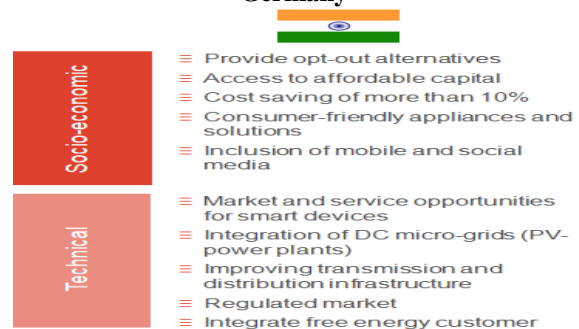 Germany
Socio-economic
≡ Provide opt-out alternatives
≡ Access to affordable capital
≡ Cost saving of more than 10%
≡ Consumer-friendly appliances and
solutions
≡ Inclusion of mobile and social
media
Technical
≡ Market and service opportunities
for smart devices
≡ Integration of DC micro-grids (PV-
power plants)
≡ Improving transmission and
distribution infrastructure
≡ Regulated market
≡ Integrate free energy customer